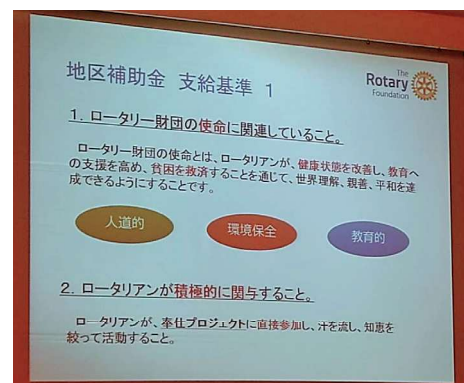 地区補助金 支給基準 1
The
Rotary
Foundation
1. ロータリー財団の使命に関連していること。
ロータリー財団の使命とは、ロータリアンが、健康状態を改善し、教育へ
の支援を高め、貧困を救済することを通じて、世界理解、親善、平和を達
成できるようにすることです。
人道的
環境保全
教育的
2. ロータリアンが積極的に関与すること。
ロータリアンが、奉仕プロジェクトに直接参加し、汗を流し、知恵を
絞って活動すること。